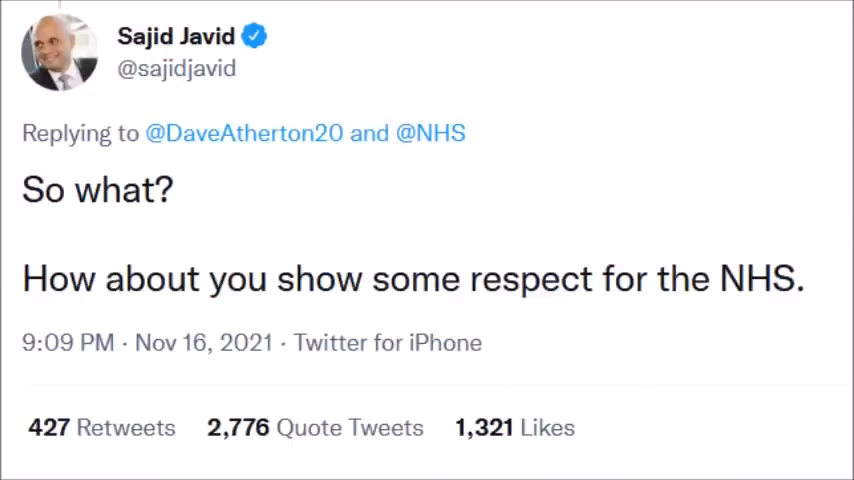 Sajid Javid
@sajidjavid
Replying to @DaveAtherton20 and @NHS
So what?
How about you show some respect for the NHS.
9:09 PM · Nov 16, 2021 · Twitter for iPhone
427 Retweets 2,776 Quote Tweets 1,321 Likes